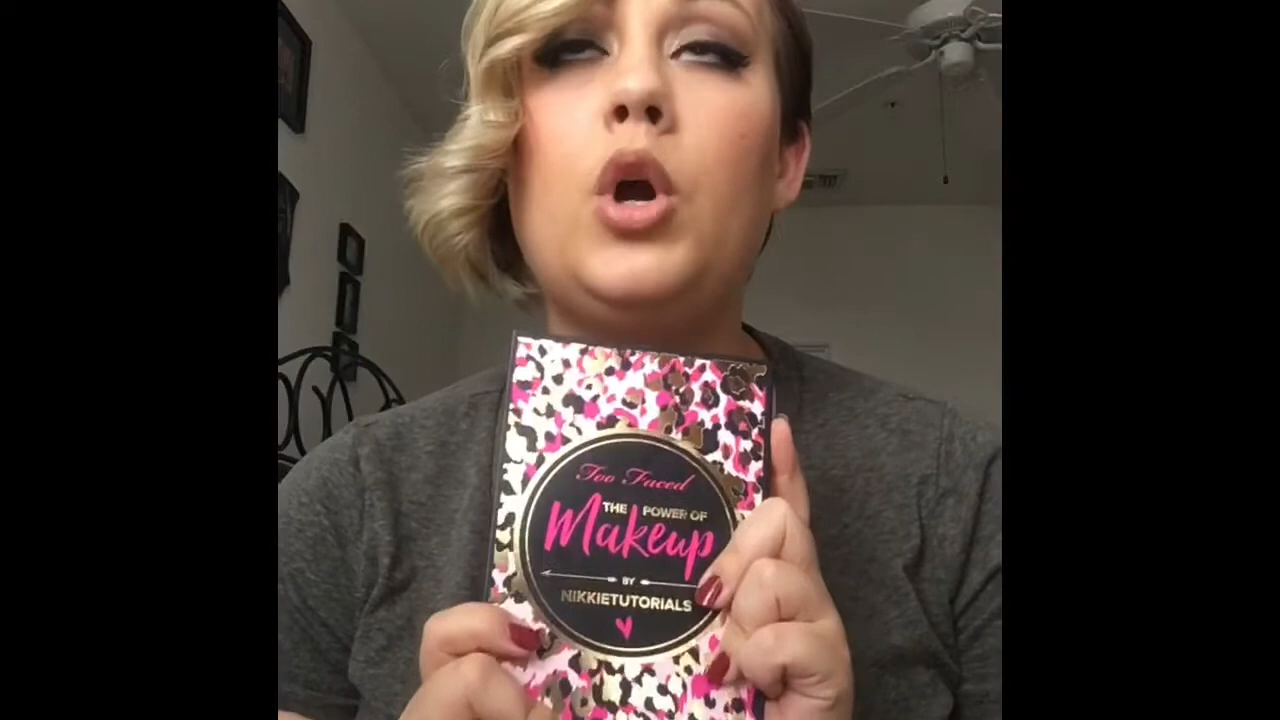 Too Faced
THE POWER OF
Makeup
BY
NIKKIETUTORIALS